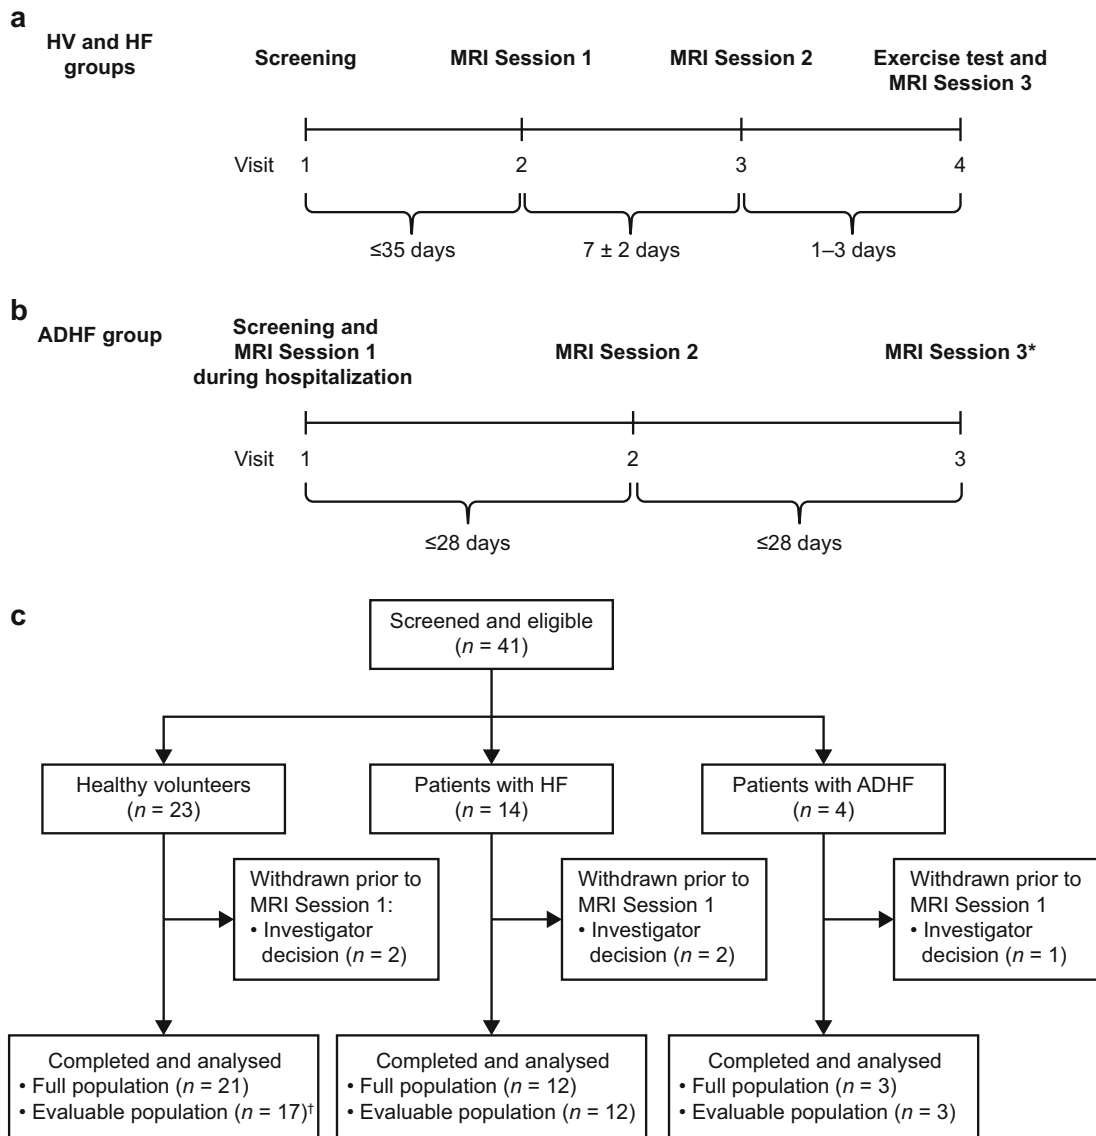 a
HV and HF
groups
Screening
MRI Session 1
MRI Session 2
Exercise test and
MRI Session 3
Visit 1 2 3 4
≤35 days
7 ± 2 days
1–3 days
b
ADHF group
Screening and
MRI Session 1
during hospitalization
MRI Session 2
MRI Session 3*
Visit 1 2 3
≤28 days
≤28 days
c
Screened and eligible
(n = 41)
Healthy volunteers
(n = 23)
Patients with HF
(n = 14)
Patients with ADHF
(n = 4)
Withdrawn prior to
MRI Session 1:
• Investigator
decision (n = 2)
Withdrawn prior to
MRI Session 1
• Investigator
decision (n = 2)
Withdrawn prior to
MRI Session 1
• Investigator
decision (n = 1)
Completed and analysed
• Full population (n = 21)
• Evaluable population (n = 17)†
Completed and analysed
• Full population (n = 12)
• Evaluable population (n = 12)
Completed and analysed
• Full population (n = 3)
• Evaluable population (n = 3)